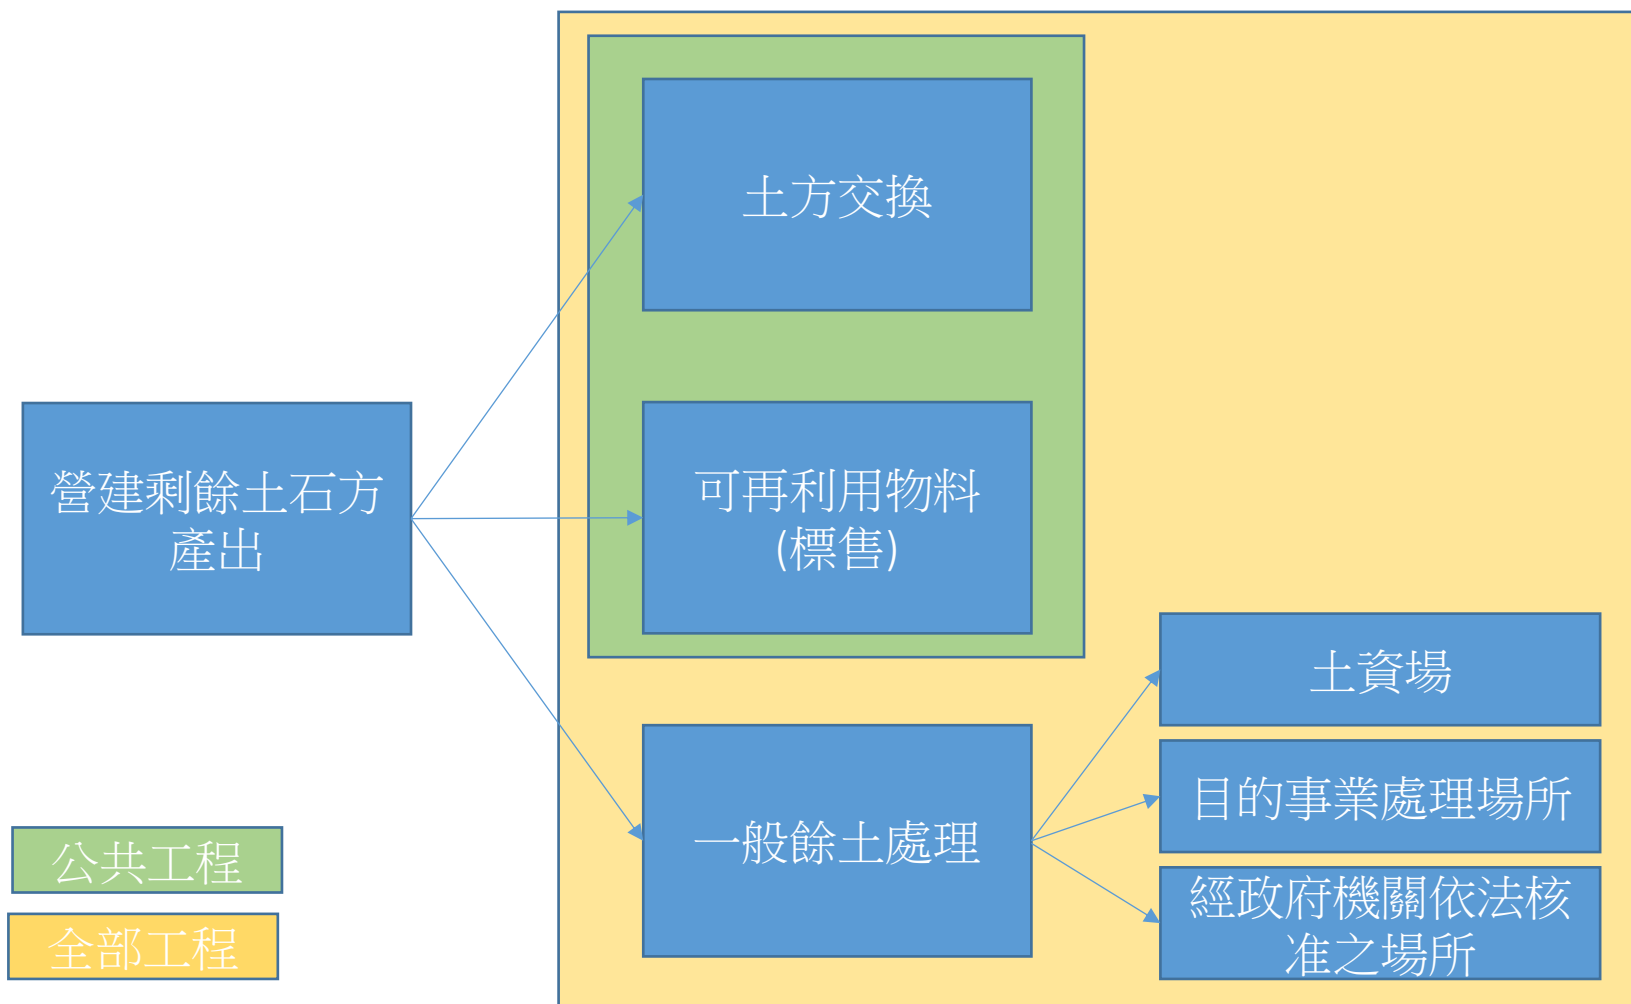 土方交換
營建剩餘土石方
產出
可再利用物料
(標售)
一般餘土處理
土資場
目的事業處理場所
經政府機關依法核
准之場所
公共工程
全部工程